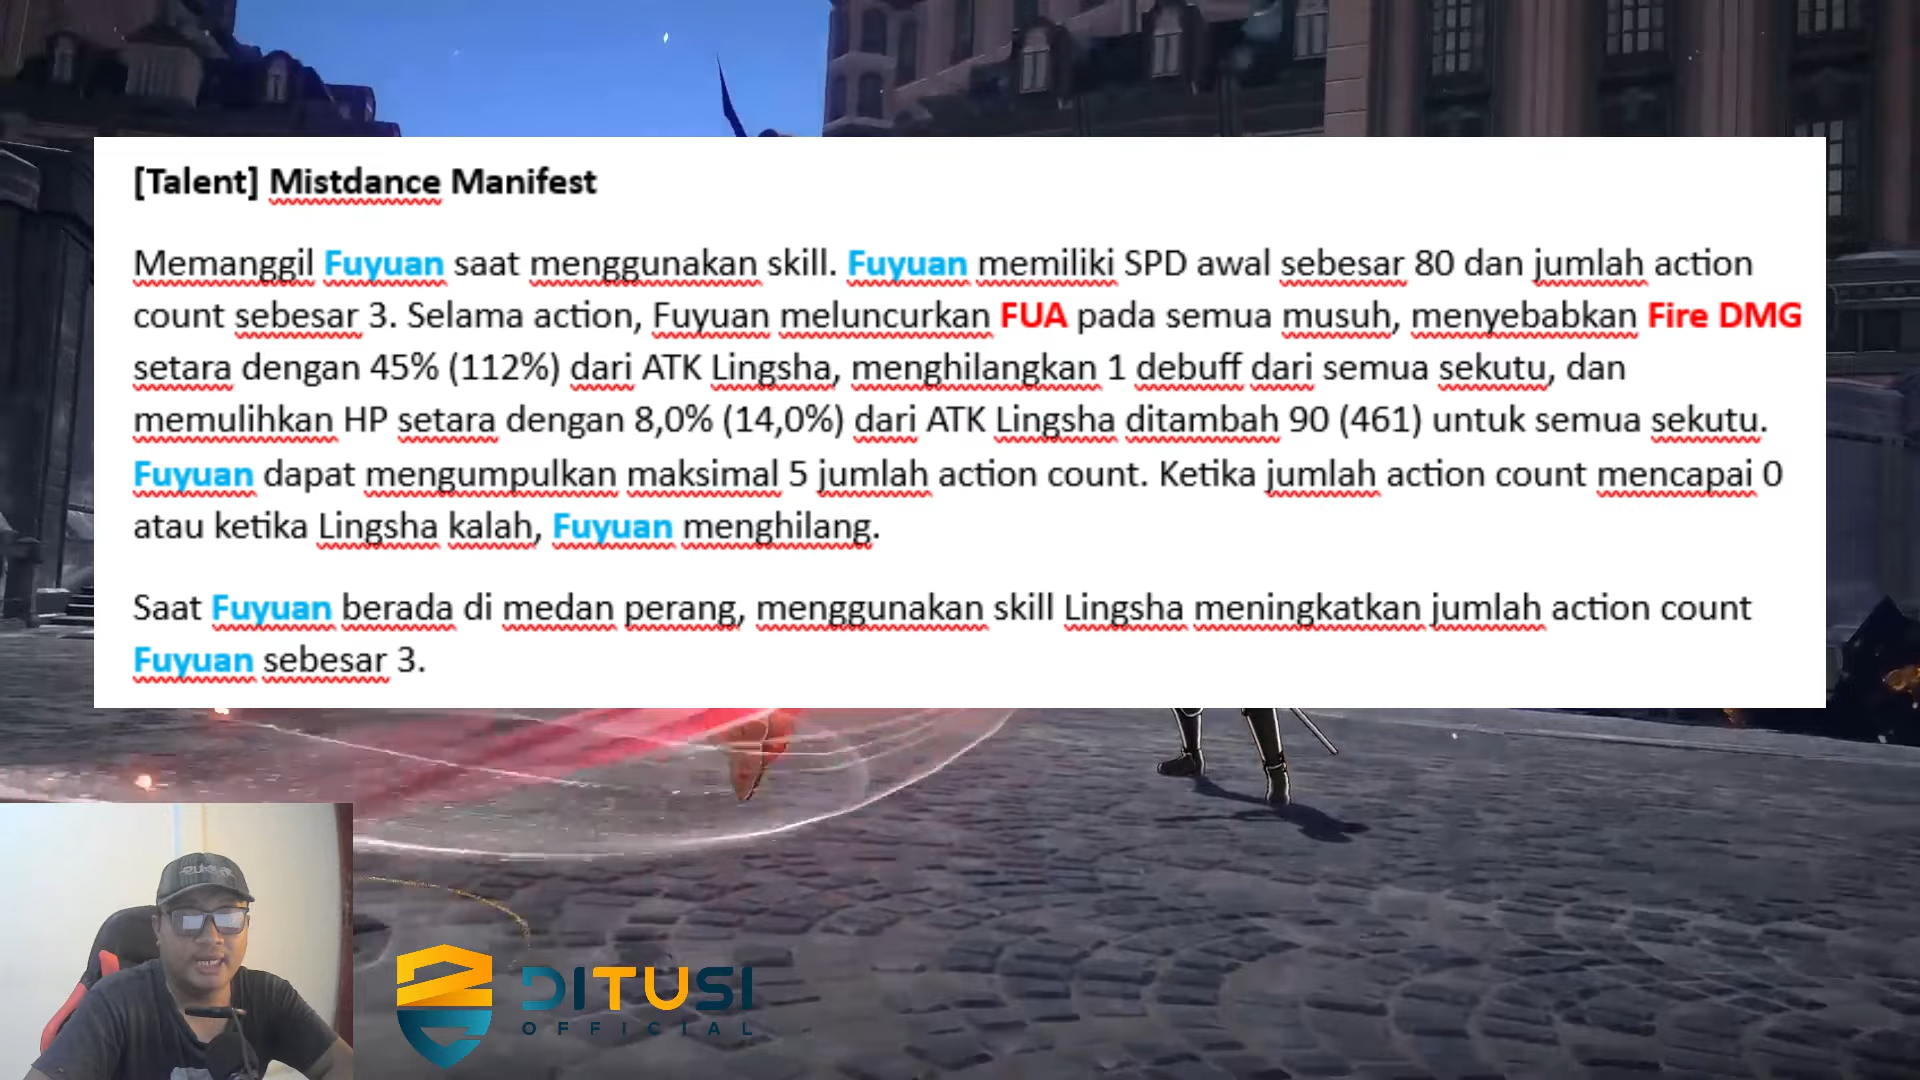 [Talent] Mistdance Manifest
Memanggil Fuyuan saat menggunakan skill. Fuyuan memiliki SPD awal sebesar 80 dan jumlah action
count sebesar 3. Selama action, Fuyuan meluncurkan FUA pada semua musuh, menyebabkan Fire DMG
setara dengan 45% (112%) dari ATK Lingsha, menghilangkan 1 debuff dari semua sekutu, dan
memulihkan HP setara dengan 8,0% (14,0%) dari ATK Lingsha ditambah 90 (461) untuk semua sekutu.
Fuyuan dapat mengumpulkan maksimal 5 jumlah action count. Ketika jumlah action count mencapai 0
atau ketika Lingsha kalah, Fuyuan menghilang.
Saat Fuyuan berada di medan perang, menggunakan skill Lingsha meningkatkan jumlah action count
Fuyuan sebesar 3.
DITUSI
OFFICIAL